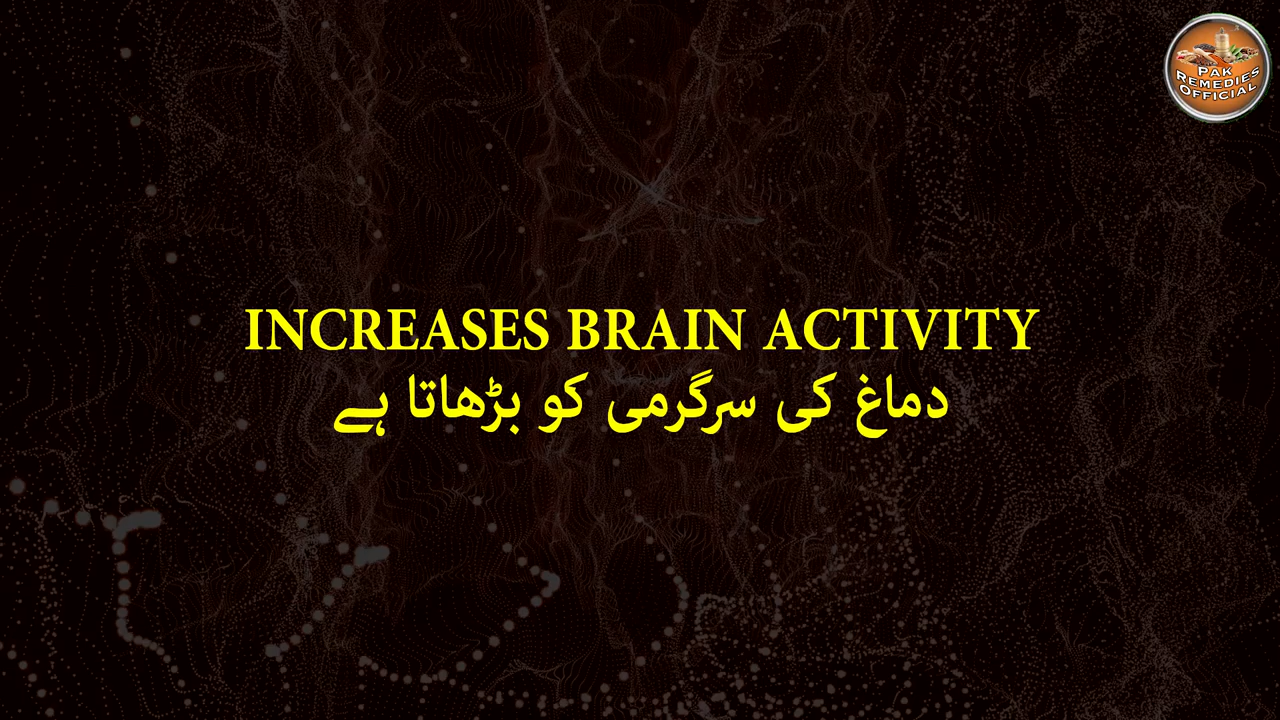 PAK
REMEDIES
OFFICIAL
INCREASES BRAIN ACTIVITY
دماغ کی سرگرمی کو بڑھاتا ہے